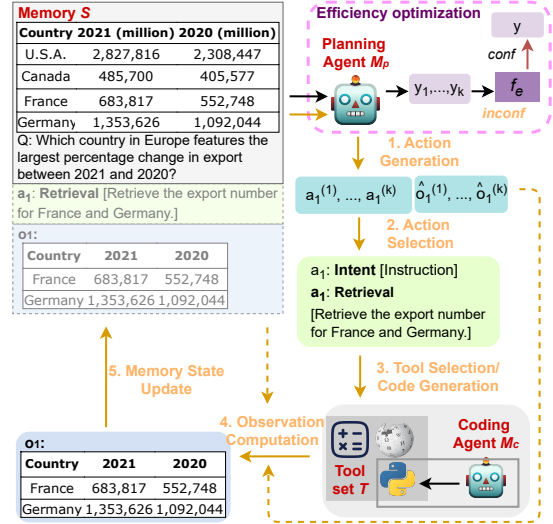 Memory S
Country 2021 (million) 2020 (million)
U.S.A. 2,827,816 2,308,447
Canada 485,700 405,577
France 683,817 552,748
Germany 1,353,626 1,092,044
Q: Which country in Europe features the
largest percentage change in export
between 2021 and 2020?
a1: Retrieval [Retrieve the export number
for France and Germany.]
o1:
Country 2021 2020
France 683,817 552,748
Germany 1,353,626 1,092,044
Efficiency optimization
Planning
Agent Mp
y1,...,yk
fe
conf
y
inconf
1. Action
Generation
a1(1), ..., a1(k)
ô1(1), ..., ô1(k)
2. Action
Selection
a1: Intent [Instruction]
a1: Retrieval
[Retrieve the export number
for France and Germany.]
3. Tool Selection/
Code Generation
Tool
set T
Coding
Agent Mc
4. Observation
Computation
o1:
Country 2021 2020
France 683,817 552,748
Germany 1,353,626 1,092,044
5. Memory State
Update